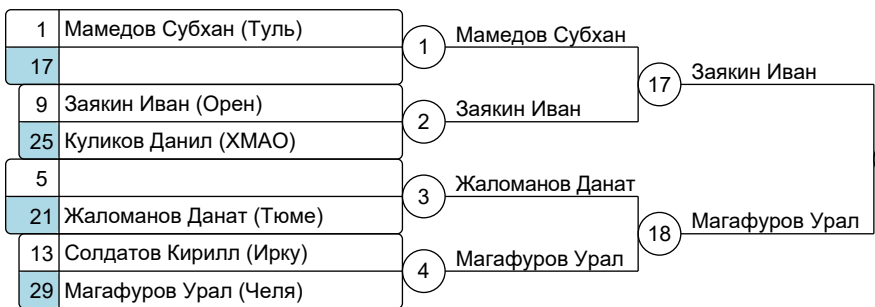 1 Мамедов Субхан (Туль)
17
1 Мамедов Субхан
9 Заякин Иван (Орен)
25 Куликов Данил (ХМАО)
2 Заякин Иван
17 Заякин Иван
5
21 Жаломанов Данат (Тюме)
3 Жаломанов Данат
13 Солдатов Кирилл (Ирку)
29 Магафуров Урал (Челя)
4 Магафуров Урал
18 Магафуров Урал